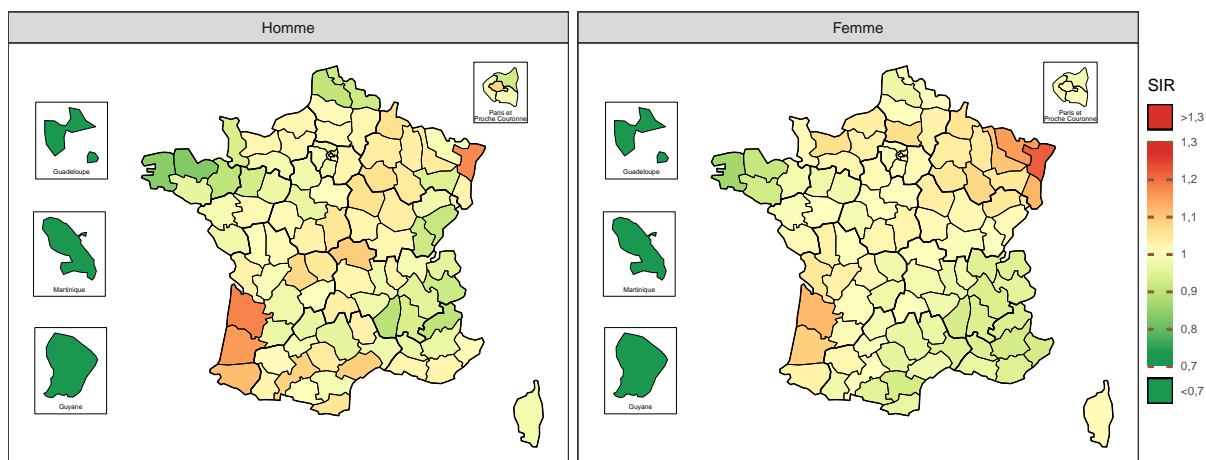 Homme
Femme
Paris et
Proche Couronne
Guadeloupe
Martinique
Guyane
Paris et
Proche Couronne
Guadeloupe
Martinique
Guyane
SIR
>1,3
1,3
1,2
1,1
1
0,9
0,8
0,7
<0,7